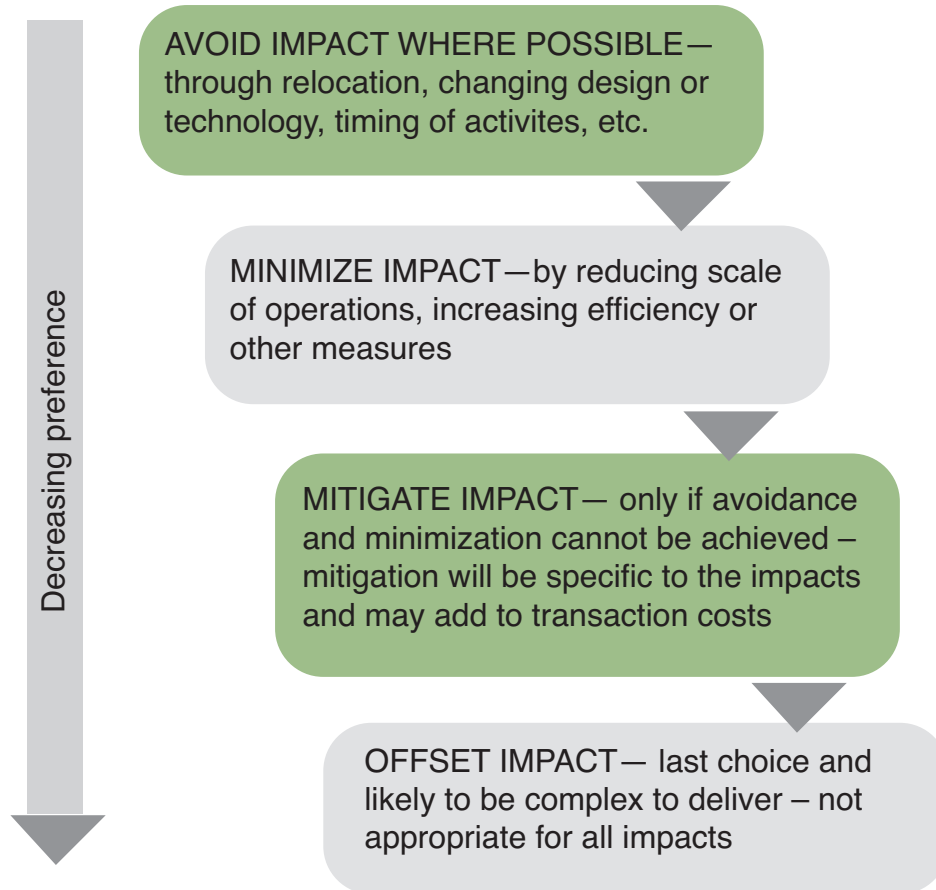 AVOID IMPACT WHERE POSSIBLE—
through relocation, changing design or
technology, timing of activites, etc.
MINIMIZE IMPACT—by reducing scale
of operations, increasing efficiency or
other measures
MITIGATE IMPACT— only if avoidance
and minimization cannot be achieved –
mitigation will be specific to the impacts
and may add to transaction costs
OFFSET IMPACT— last choice and
likely to be complex to deliver – not
appropriate for all impacts
Decreasing preference